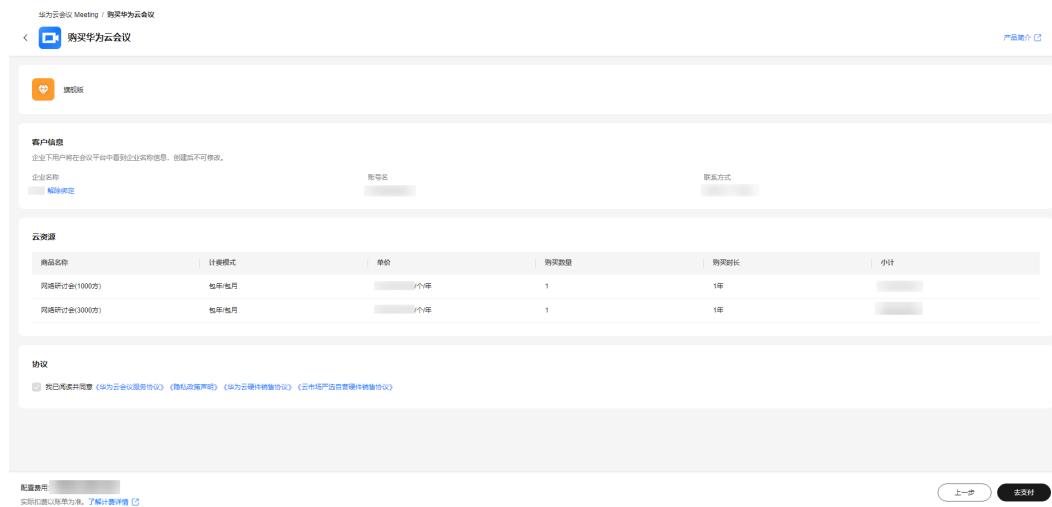 华为云会议 Meeting / 购买华为云会议
购买华为云会议
产品简介
旗舰版
客户信息
企业下用户将在会议平台中看到企业名称信息，创建后不可修改。
企业名称 账号名 联系方式
解除绑定
云资源
商品名称 计费模式 单价 购买数量 购买时长 小计
网络研讨会(1000方) 包年/包月 /个/年 1 1年
网络研讨会(3000方) 包年/包月 /个/年 1 1年
协议
我已阅读并同意《华为云会议服务协议》《隐私政策声明》《华为云硬件销售协议》《云市场严选自营硬件销售协议》
配置费用
实际扣费以账单为准。了解计费详情
上一步 去支付